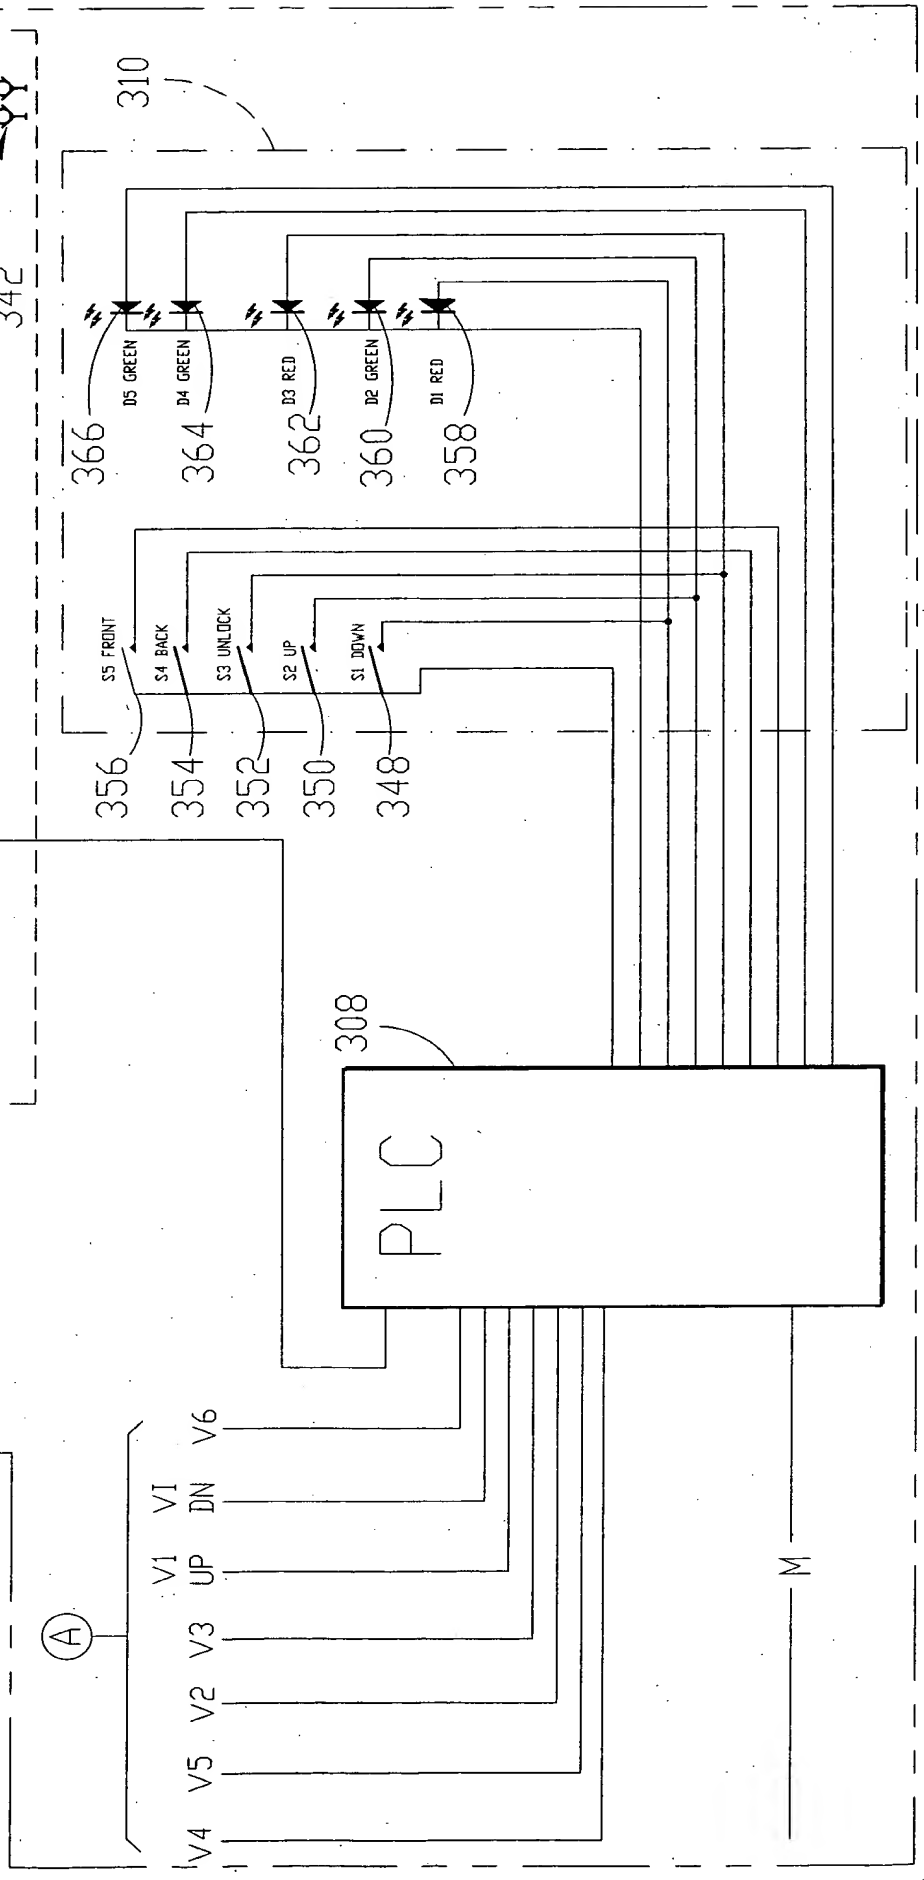 342
310
366
D5 GREEN
364
D4 GREEN
362
D3 RED
360
D2 GREEN
358
D1 RED
356
S5 FRONT
354
S4 BACK
352
S3 UNLOCK
350
S2 UP
348
S1 DOWN
308
PLC
A
V4
V5
V2
V3
V1
UP
VI
DN
V6
M